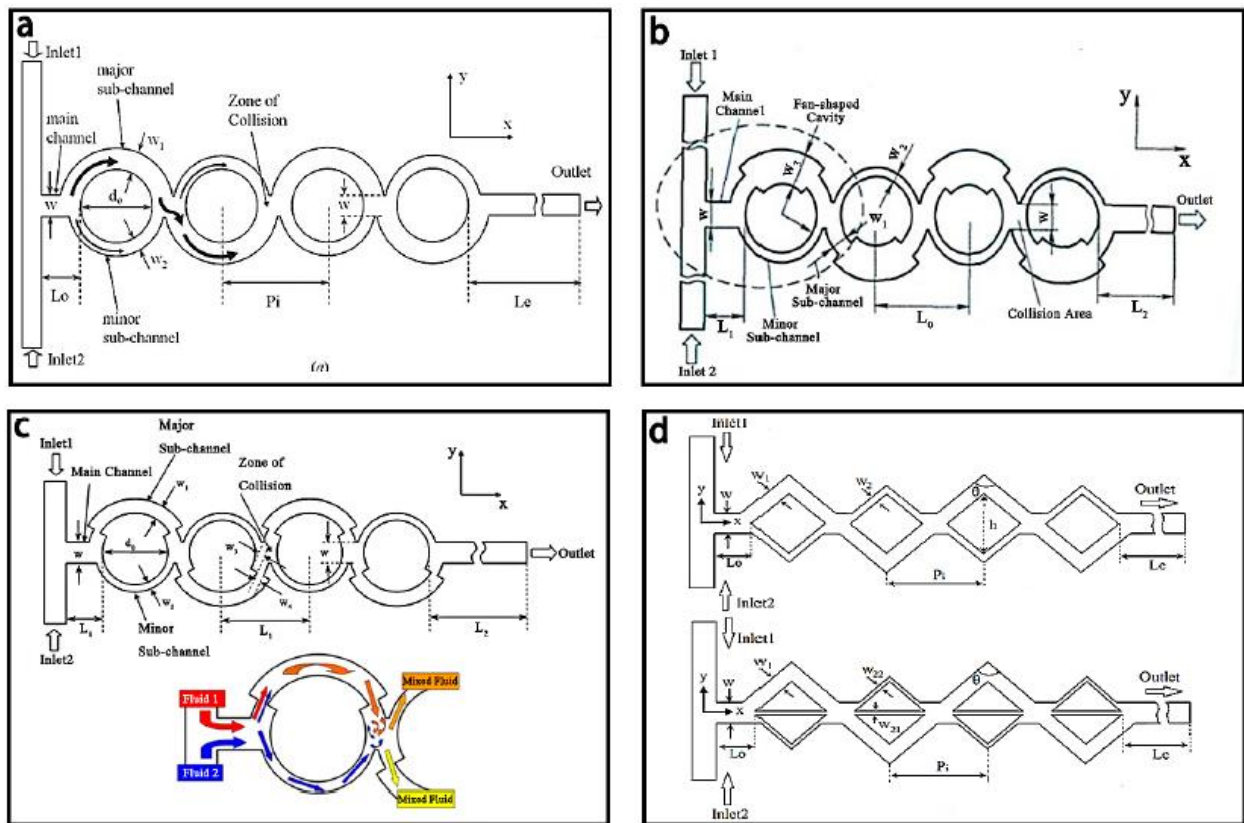 a
Inlet1
major
sub-channel
main
channel
W1
Zone of
Collision
y
x
Outlet
w
do
w
W2
Lo
Pi
Le
minor
sub-channel
Inlet2
(a)
b
Inlet 1
Main
Channel
Fan-shaped
Cavity
W2
W3
y
x
Outlet
w
W1
w
Major
Sub-channel
L1
Minor
Sub-channel
L0
Collision Area
L2
Inlet 2
c
Major
Sub-channel
Inlet1
Main Channel
Zone of
Collision
W1
y
x
w
d0
W3
w
Outlet
W2
W4
L1
Minor
Sub-channel
L2
Inlet2
Fluid 1
Mixed Fluid
Fluid 2
Mixed Fluid
d
Inlet1
W1
W2
θ
Outlet
y
w
x
h
Lo
Pi
Le
Inlet2
Inlet1
W1
W22
θ
Outlet
y
w
x
W21
Lo
Pi
Le
Inlet2